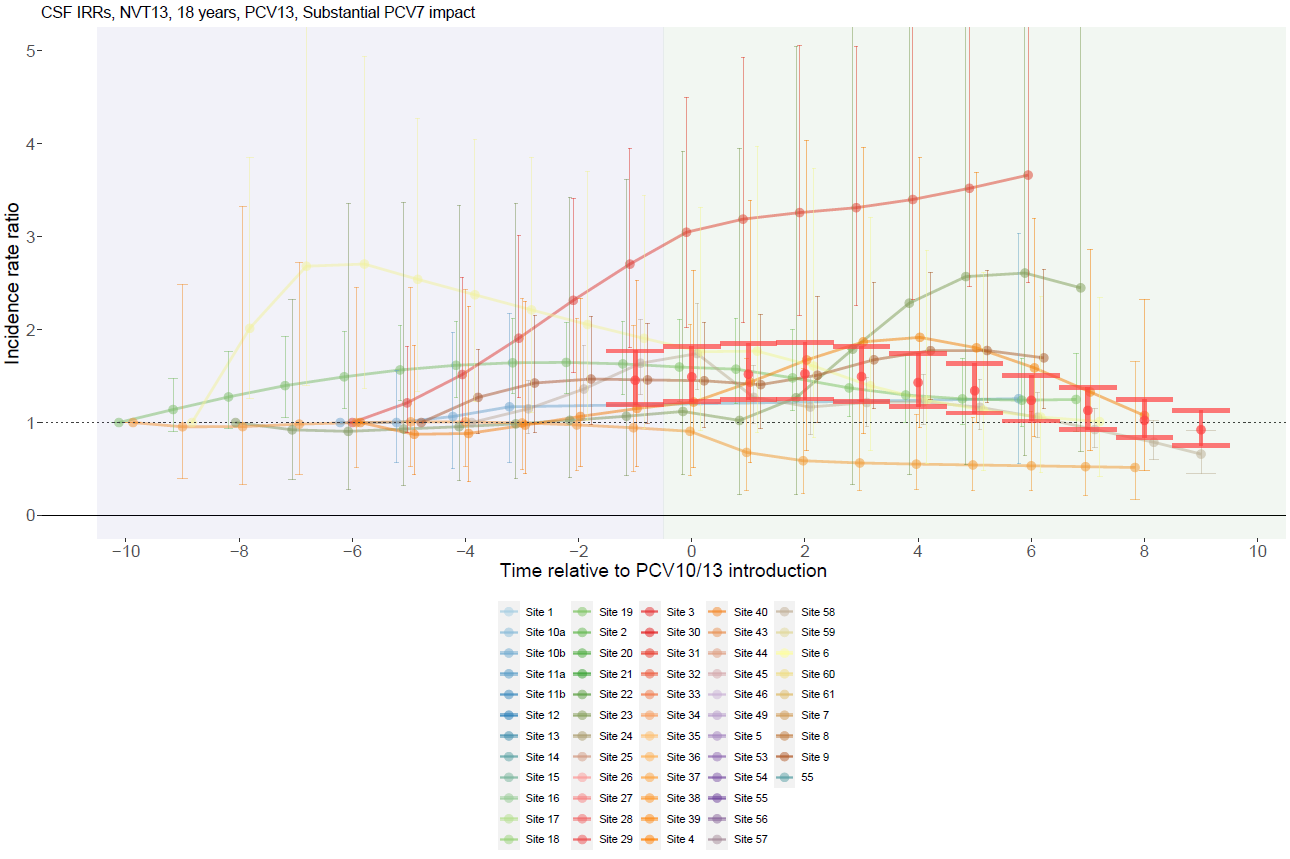 CSF IRRs, NVT13, 18 years, PCV13, Substantial PCV7 impact
Incidence rate ratio
5
4
3
2
1
0
−10 −8 −6 −4 −2 0 2 4 6 8 10
Time relative to PCV10/13 introduction
Site 1 Site 19 Site 3 Site 40 Site 58
Site 10a Site 2 Site 30 Site 43 Site 59
Site 10b Site 20 Site 31 Site 44 Site 6
Site 11a Site 21 Site 32 Site 45 Site 60
Site 11b Site 22 Site 33 Site 46 Site 61
Site 12 Site 23 Site 34 Site 49 Site 7
Site 13 Site 24 Site 35 Site 5 Site 8
Site 14 Site 25 Site 36 Site 53 Site 9
Site 15 Site 26 Site 37 Site 54 55
Site 16 Site 27 Site 38 Site 55
Site 17 Site 28 Site 39 Site 56
Site 18 Site 29 Site 4 Site 57